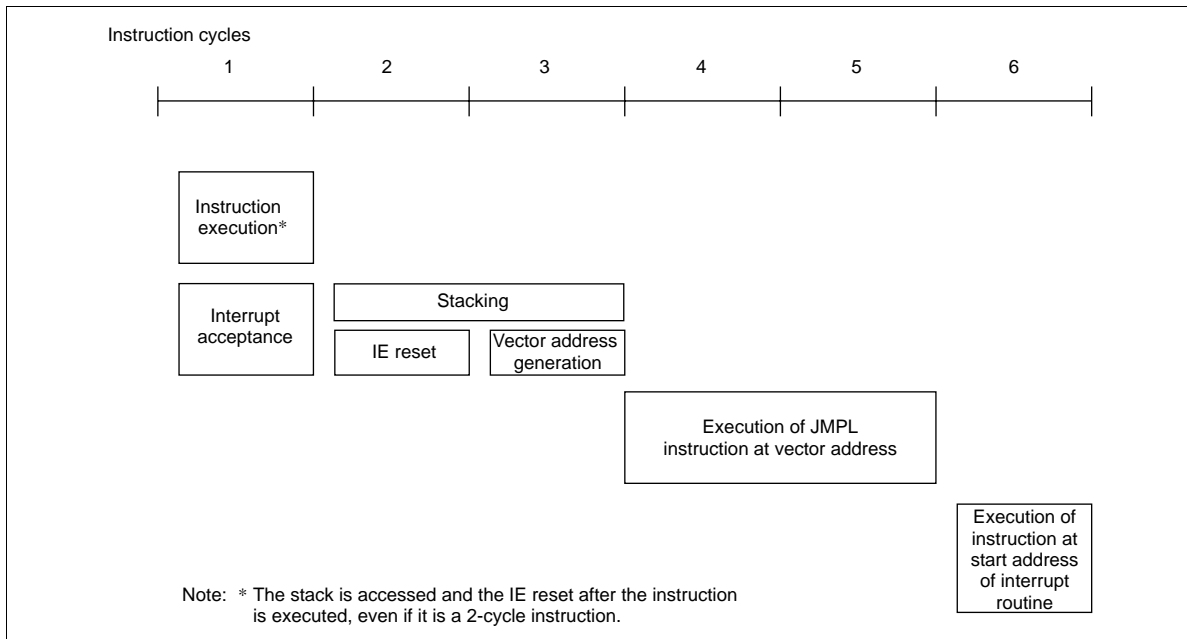 Instruction cycles
1 2 3 4 5 6
Instruction
execution*
Interrupt
acceptance
Stacking
IE reset
Vector address
generation
Execution of JMPL
instruction at vector address
Execution of
instruction at
start address
of interrupt
routine
Note: * The stack is accessed and the IE reset after the instruction
is executed, even if it is a 2-cycle instruction.